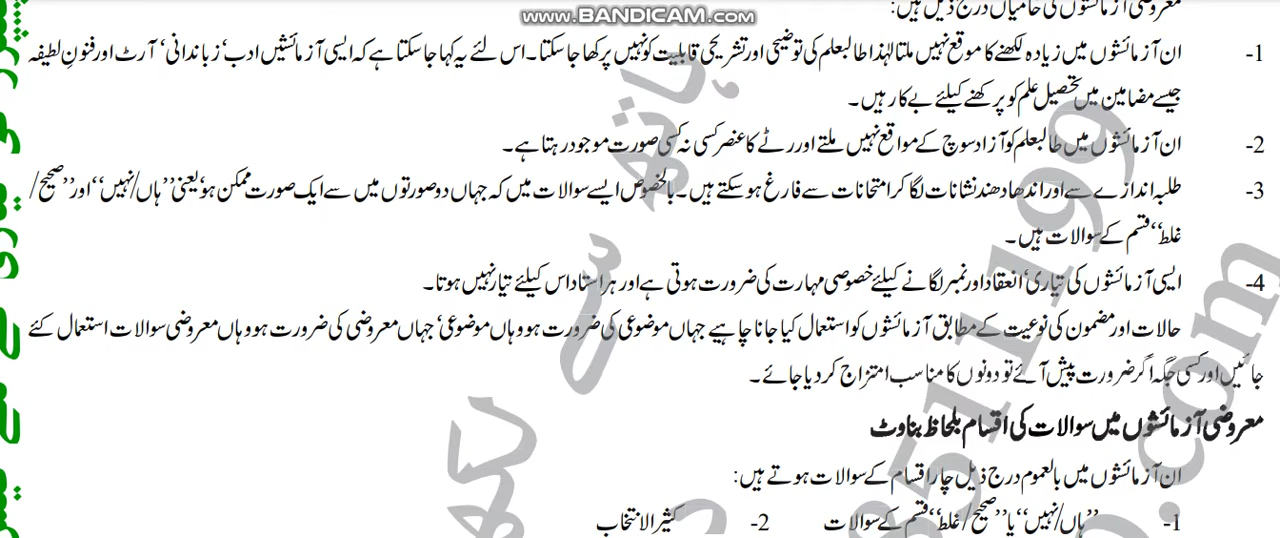 www.BANDICAM.com
معروضی آزمائشوں کی خامیاں درج ذیل ہیں:
1- ان آزمائشوں میں زیادہ لکھنے کا موقع نہیں ملتا لہٰذا طالبعلم کی توضیحی اور تشریحی قابلیت کو نہیں پرکھا جا سکتا۔ اس لئے یہ کہا جا سکتا ہے کہ ایسی آزمائشیں ادب‘ زباندانی‘ آرٹ اور فنونِ لطیفہ
جیسے مضامین میں تحصیل علم کو پرکھنے کیلئے بے کار ہیں۔
2- ان آزمائشوں میں طالبعلم کو آزاد سوچ کے مواقع نہیں ملتے اور رٹے کا عنصر کسی نہ کسی صورت موجود رہتا ہے۔
3- طلبہ اندازے سے اور اندھا دھند نشانات لگا کر امتحانات سے فارغ ہو سکتے ہیں۔ بالخصوص ایسے سوالات میں کہ جہاں دو صورتوں میں سے ایک صورت ممکن ہو‘ یعنی ’’ہاں/نہیں‘‘ اور ’’صحیح/
غلط‘‘ قسم کے سوالات ہیں۔
4- ایسی آزمائشوں کی تیاری‘ انعقاد اور نمبر لگانے کیلئے خصوصی مہارت کی ضرورت ہوتی ہے اور ہر استاد اس کیلئے تیار نہیں ہوتا۔
حالات اور مضمون کی نوعیت کے مطابق آزمائشوں کو استعمال کیا جانا چاہیے جہاں موضوعی کی ضرورت ہو وہاں موضوعی‘ جہاں معروضی کی ضرورت ہو وہاں معروضی سوالات استعمال کئے
جائیں اور کسی جگہ اگر ضرورت پیش آئے تو دونوں کا مناسب امتزاج کر دیا جائے۔
معروضی آزمائشوں میں سوالات کی اقسام بلحاظ بناوٹ
ان آزمائشوں میں بالعموم درج ذیل چار اقسام کے سوالات ہوتے ہیں:
1- ’’ہاں/نہیں‘‘ یا ’’صحیح/غلط‘‘ قسم کے سوالات 2- کثیر الانتخاب
ہاتھ سے لکھی
8511199
.com